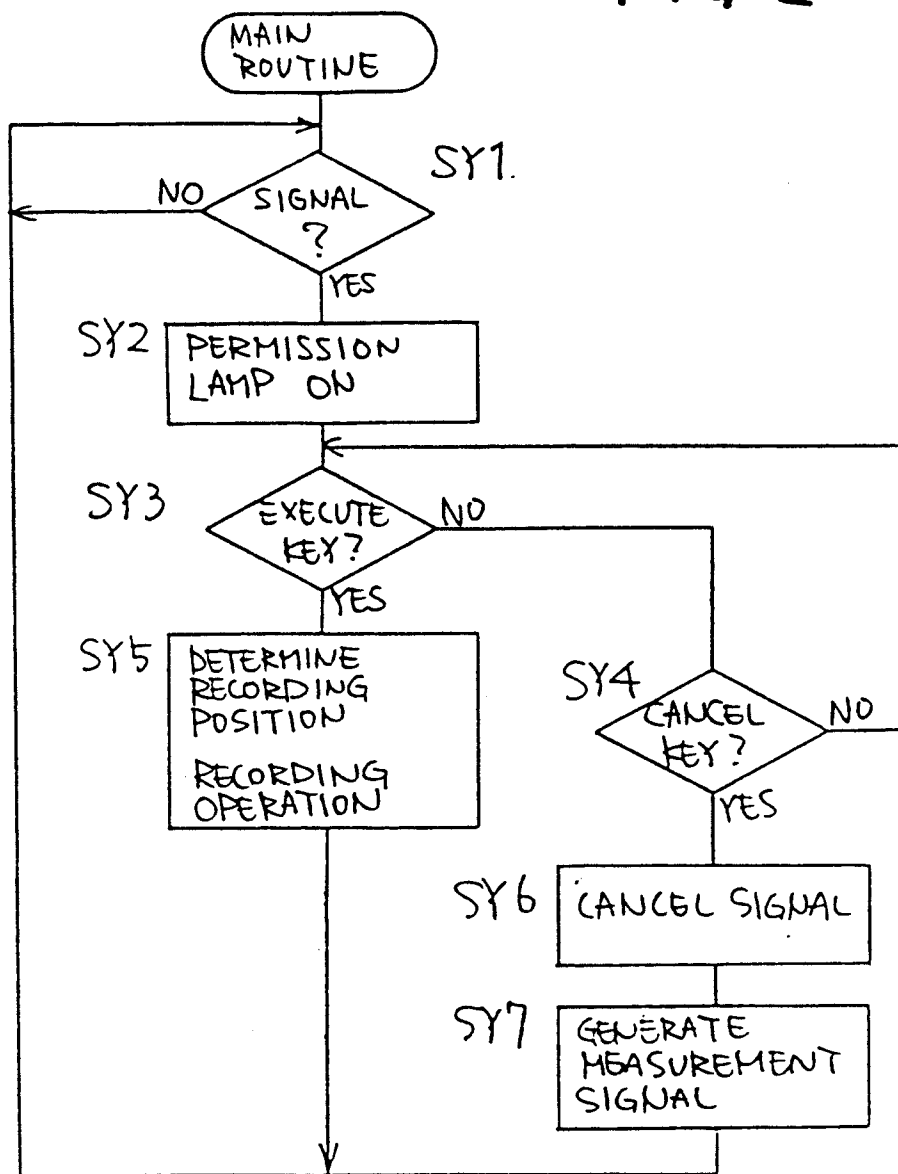 MAIN
ROUTINE
SY1.
NO
SIGNAL
?
YES
SY2
PERMISSION
LAMP ON
SY3
EXECUTE
KEY?
NO
YES
SY5
DETERMINE
RECORDING
POSITION
RECORDING
OPERATION
SY4
CANCEL
KEY?
NO
YES
SY6
CANCEL SIGNAL
SY7
GENERATE
MEASUREMENT
SIGNAL